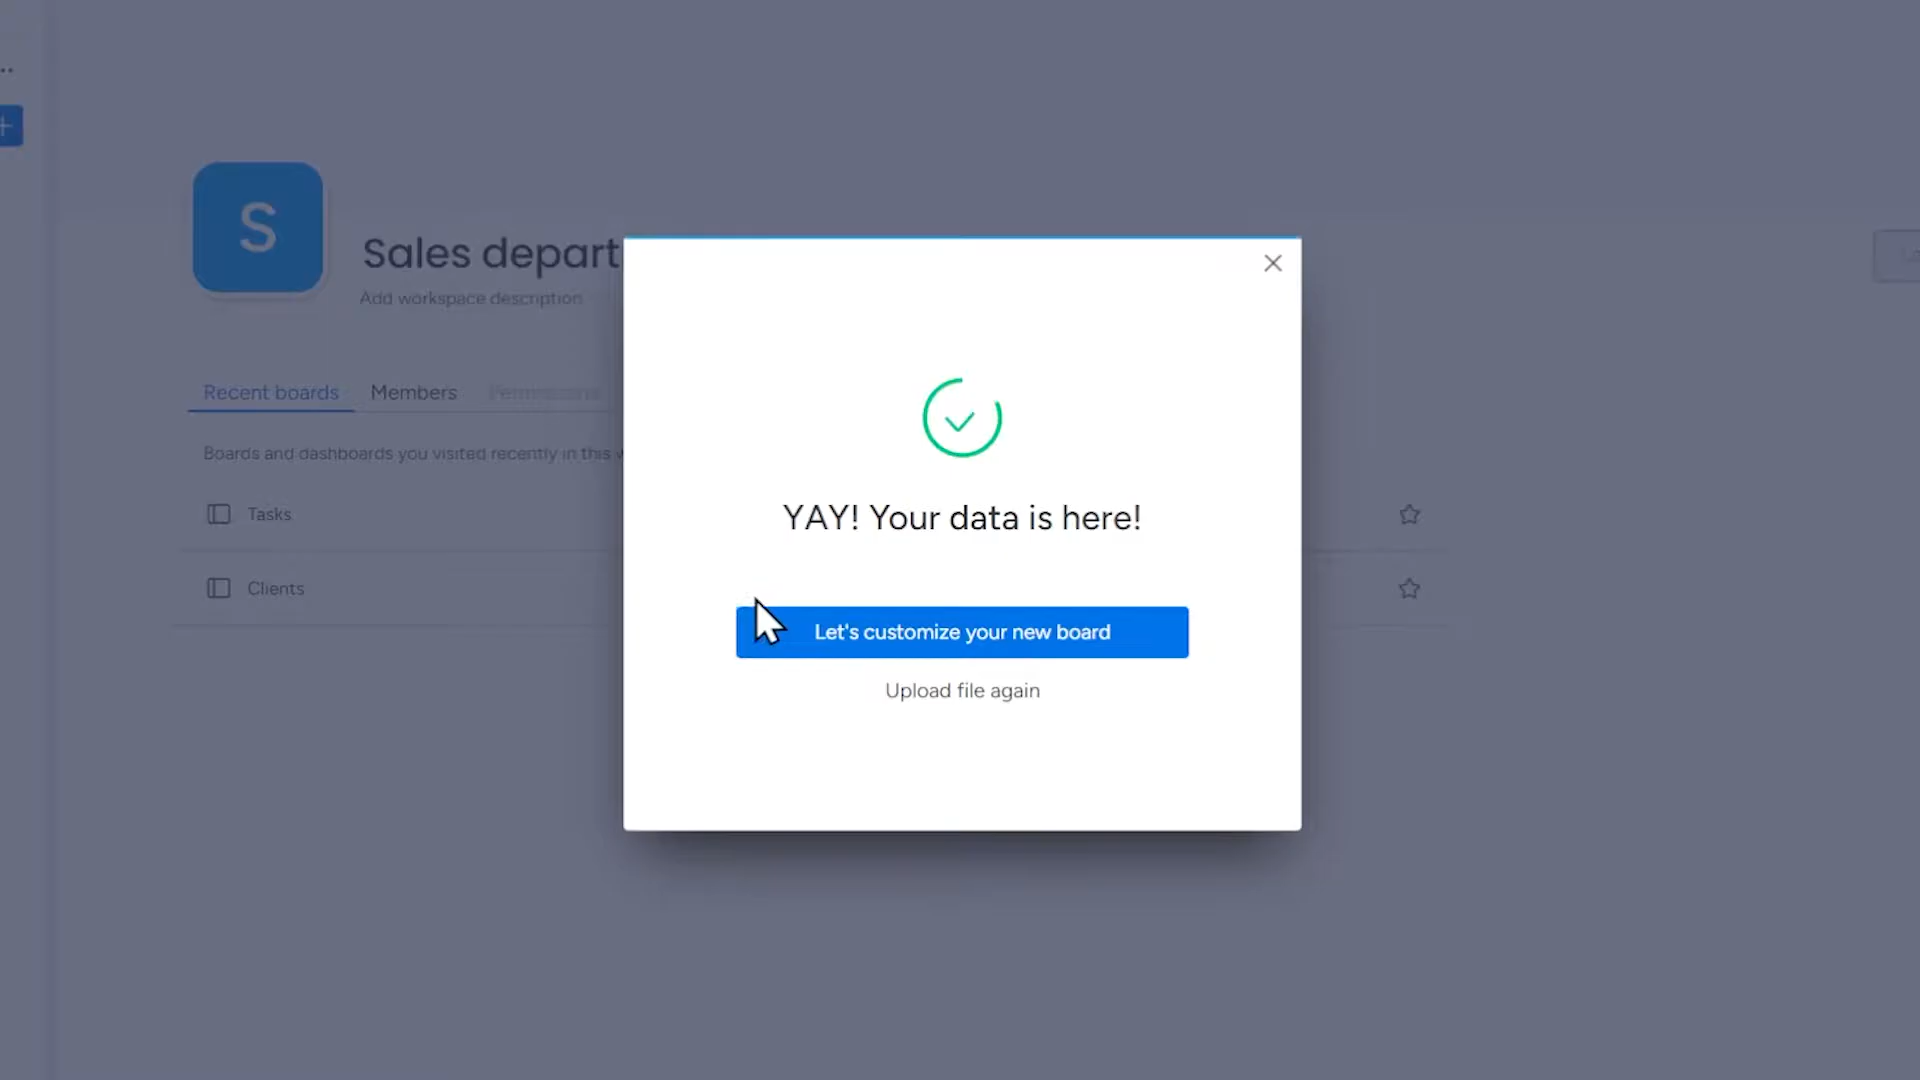 S
Sales depart
Add workspace description
Recent boards Members Permissions
Boards and dashboards you visited recently in this
Tasks
Clients
YAY! Your data is here!
Let's customize your new board
Upload file again